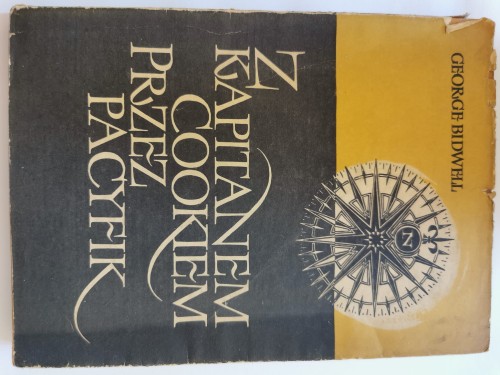 GEORGE BIDWELL
N
Z
KAPITANEM
COOKIEM
PRZEZ
PACYFIK